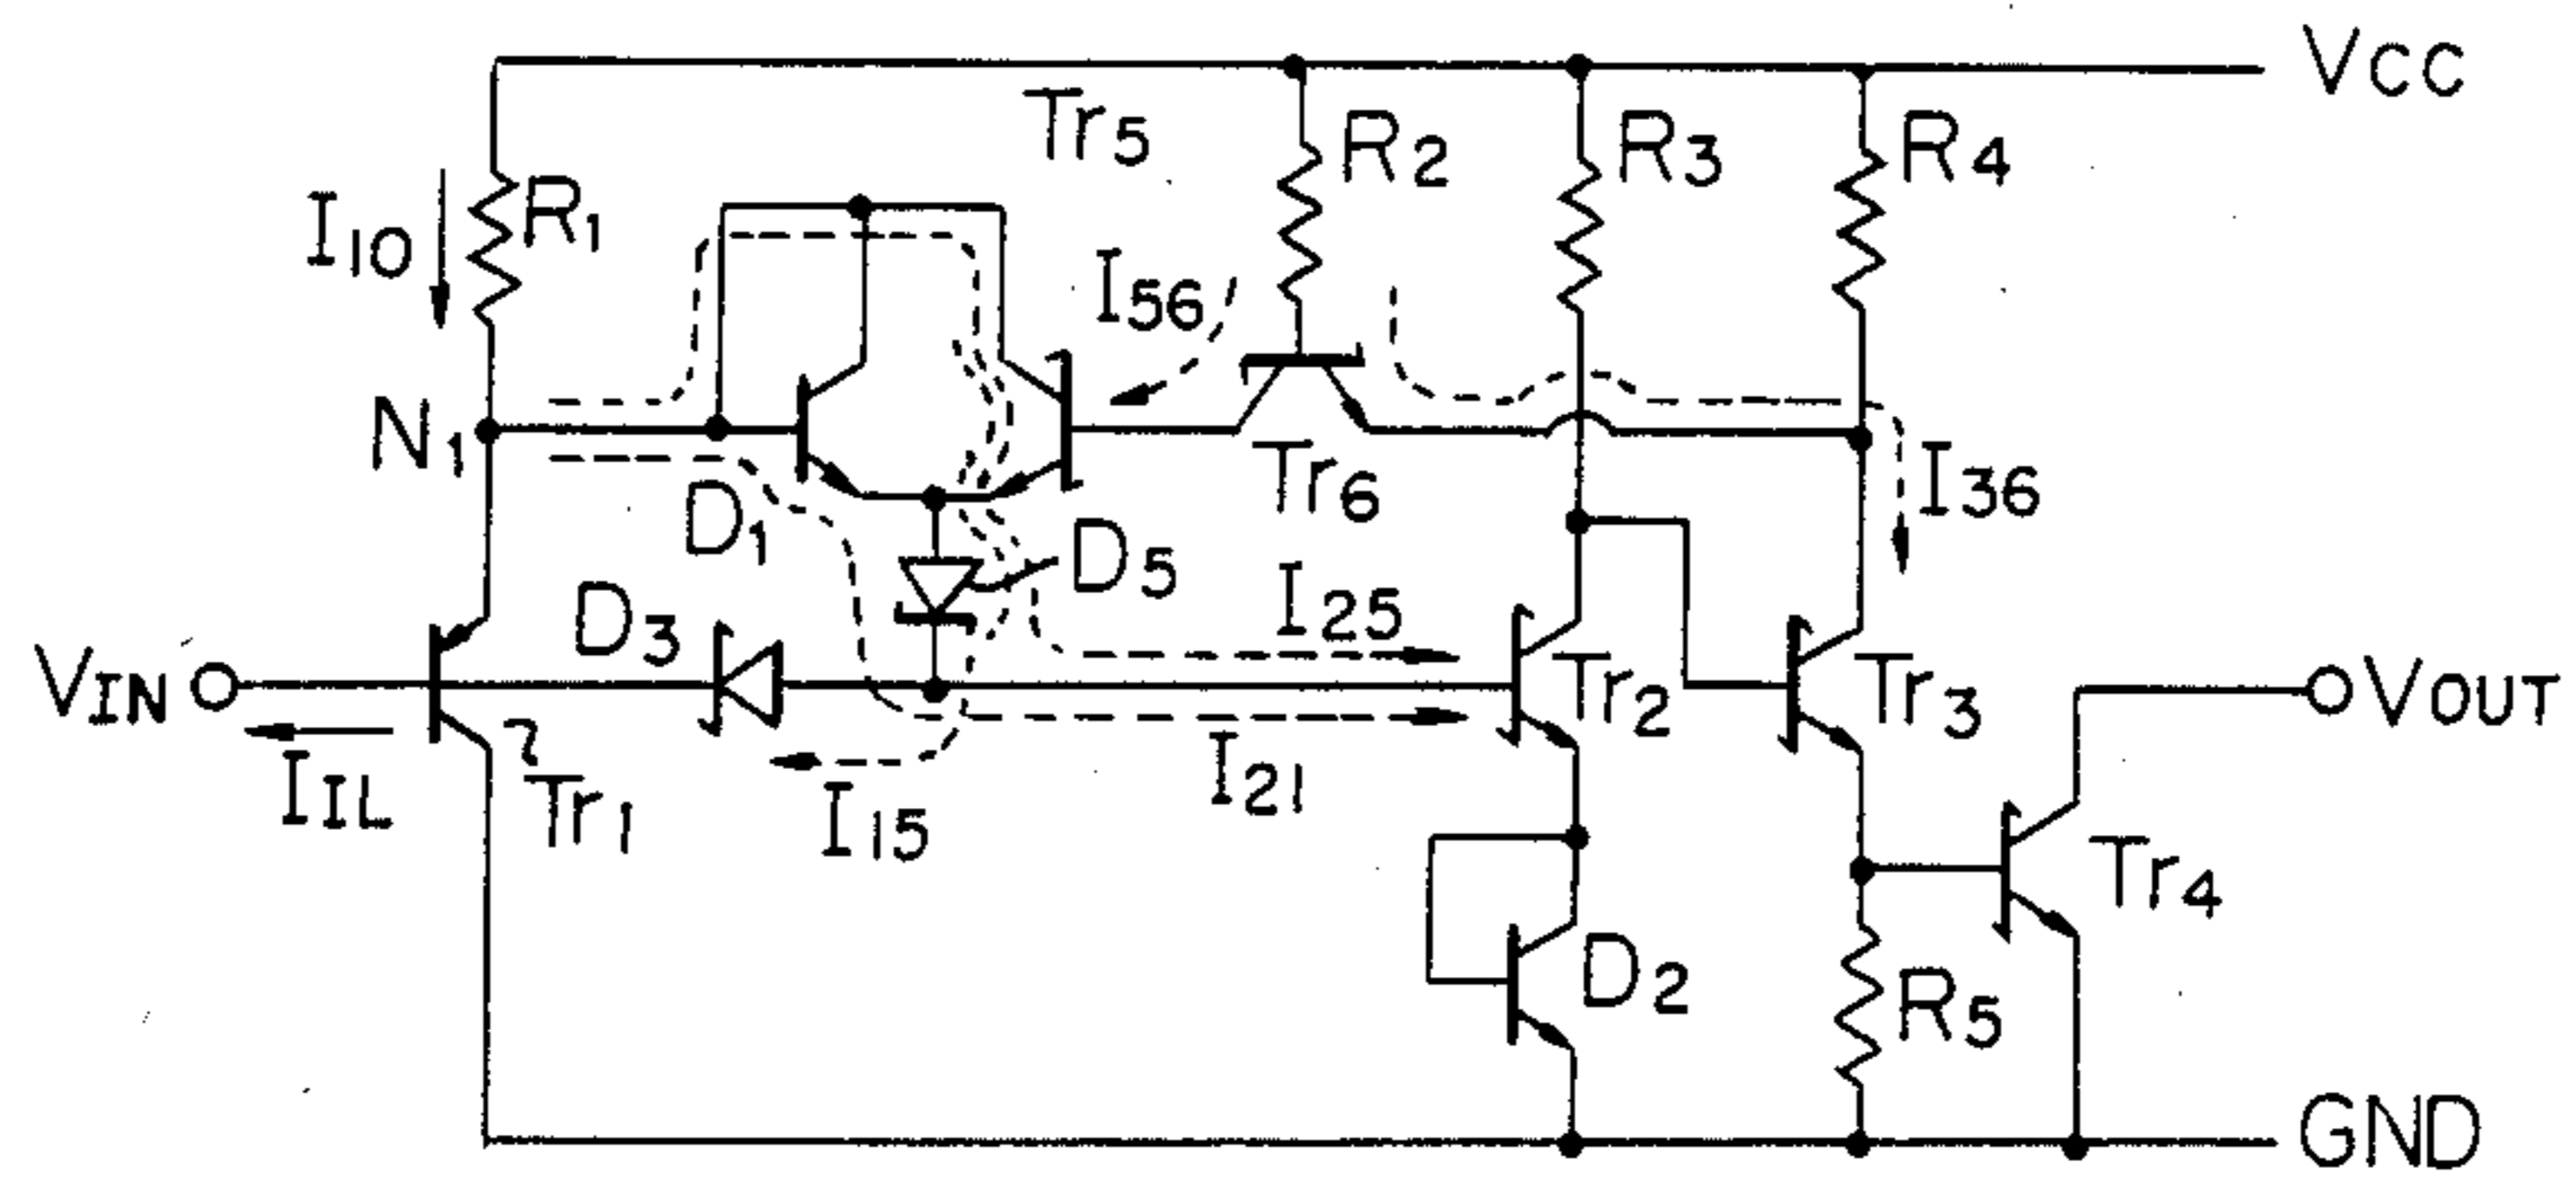 VCC
Tr5
R2
R3
R4
I10
R1
I56
N1
D1
Tr6
I36
D5
D3
I25
VIN
Tr2
Tr3
VOUT
IIL
Tr1
I15
I21
Tr4
D2
R5
GND